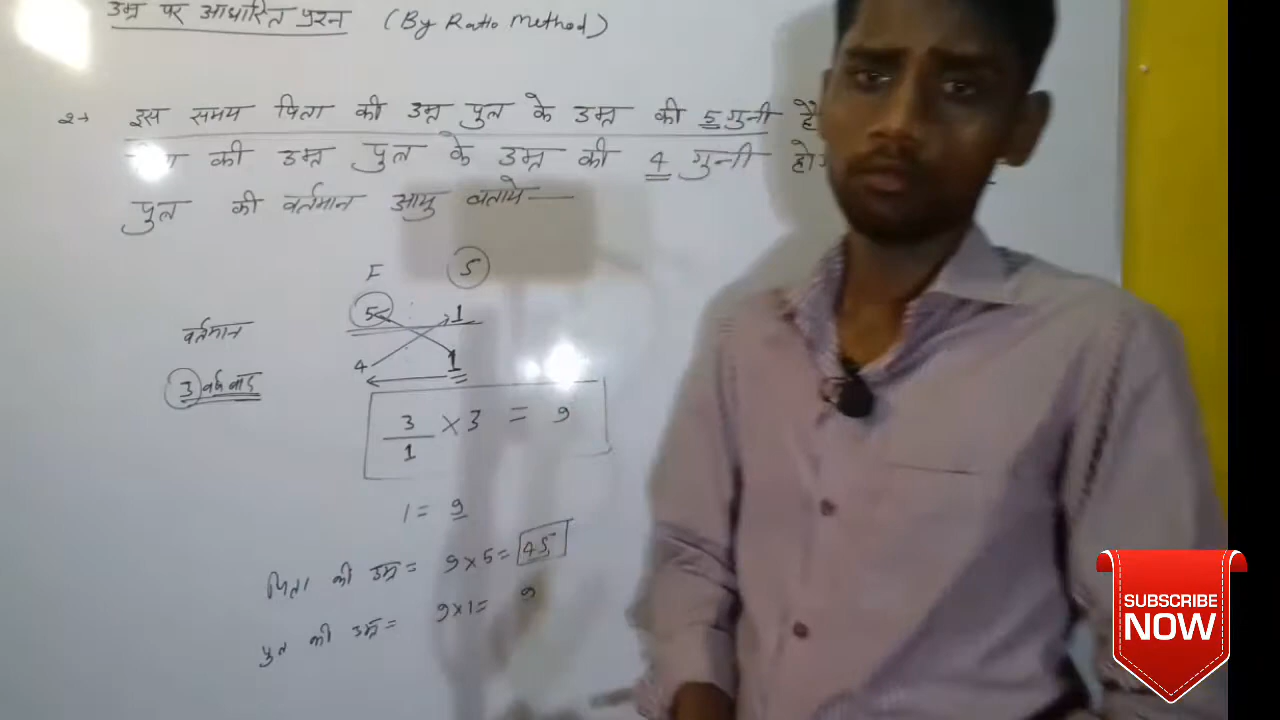 उम्र पर आधारित प्रश्न (By Ratio Method)
2→ इस समय पिता की उम्र पुत्र के उम्र की 5 गुनी है
की उम्र पुत्र के उम्र की 4 गुनी
पुत्र की वर्तमान आयु बताये —
F S
वर्तमान 5 : 1
3 वर्ष बाद 4 1
3/1 × 3 = 9
1 = 9
पिता की उम्र = 9×5= 45
पुत्र की उम्र = 9×1= 9
SUBSCRIBE
NOW